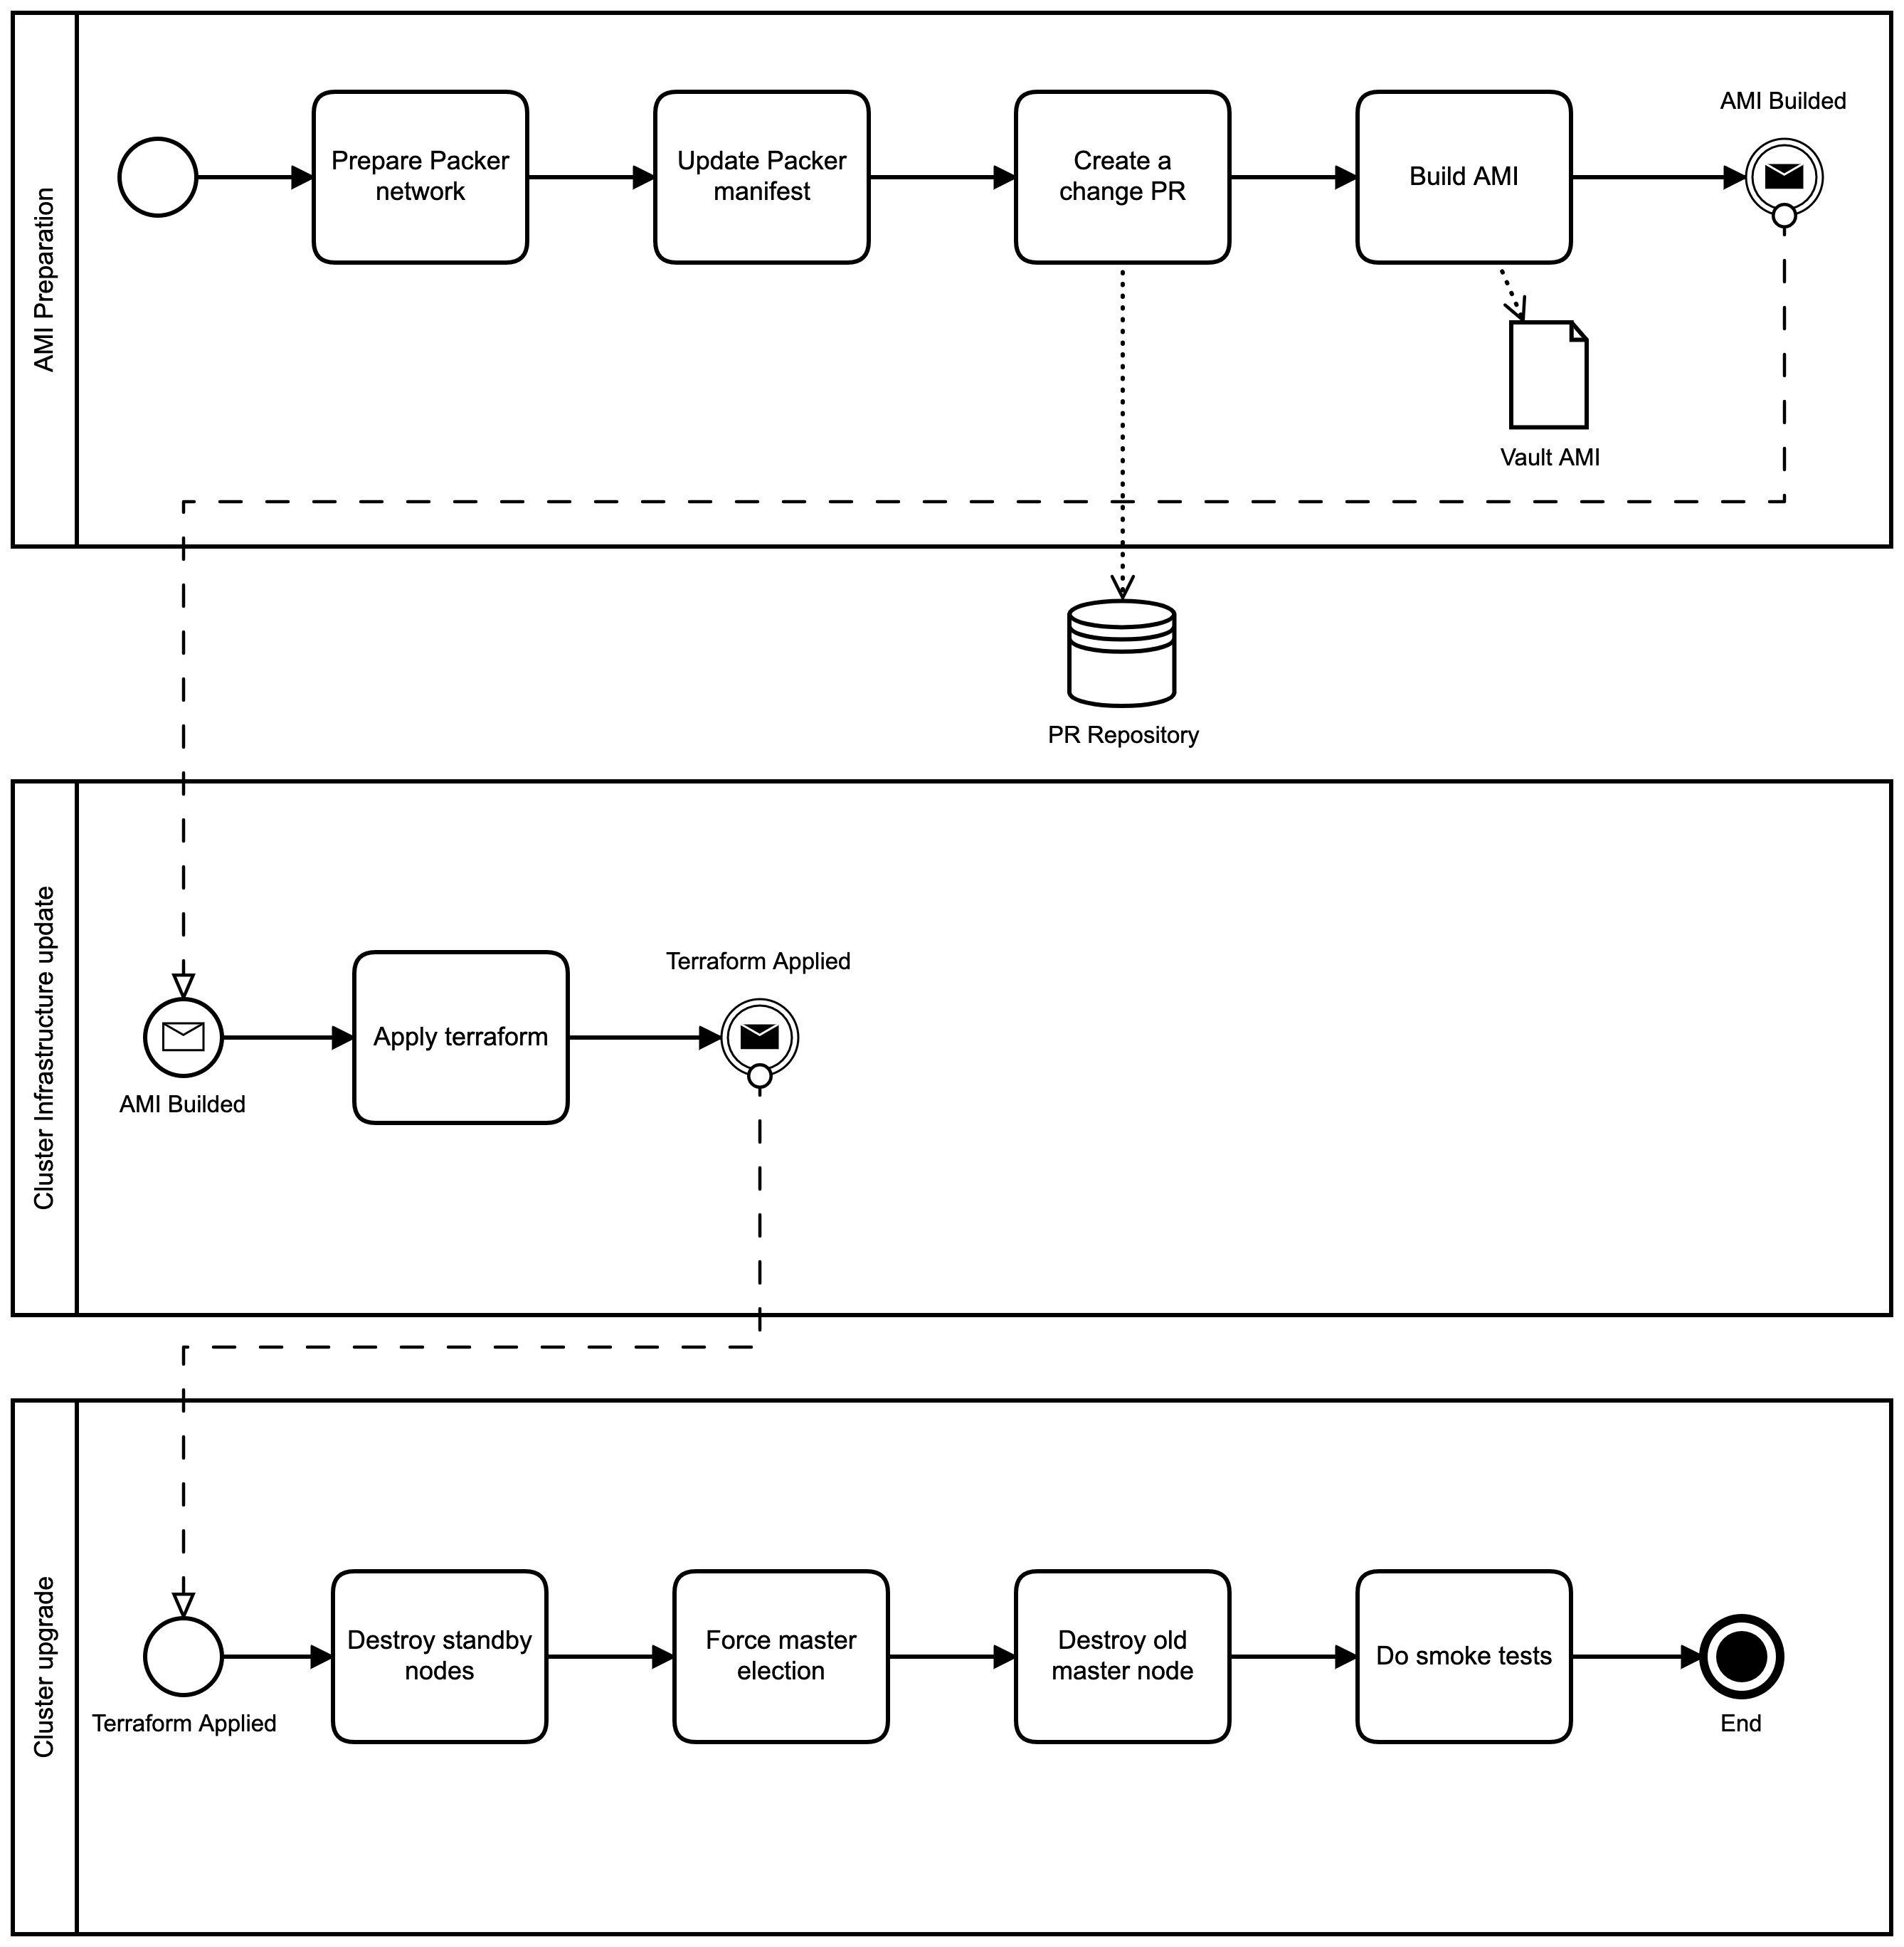 AMI Preparation
Prepare Packer
network
Update Packer
manifest
Create a
change PR
Build AMI
AMI Builded
Vault AMI
PR Repository
Cluster Infrastructure update
AMI Builded
Apply terraform
Terraform Applied
Cluster upgrade
Terraform Applied
Destroy standby
nodes
Force master
election
Destroy old
master node
Do smoke tests
End